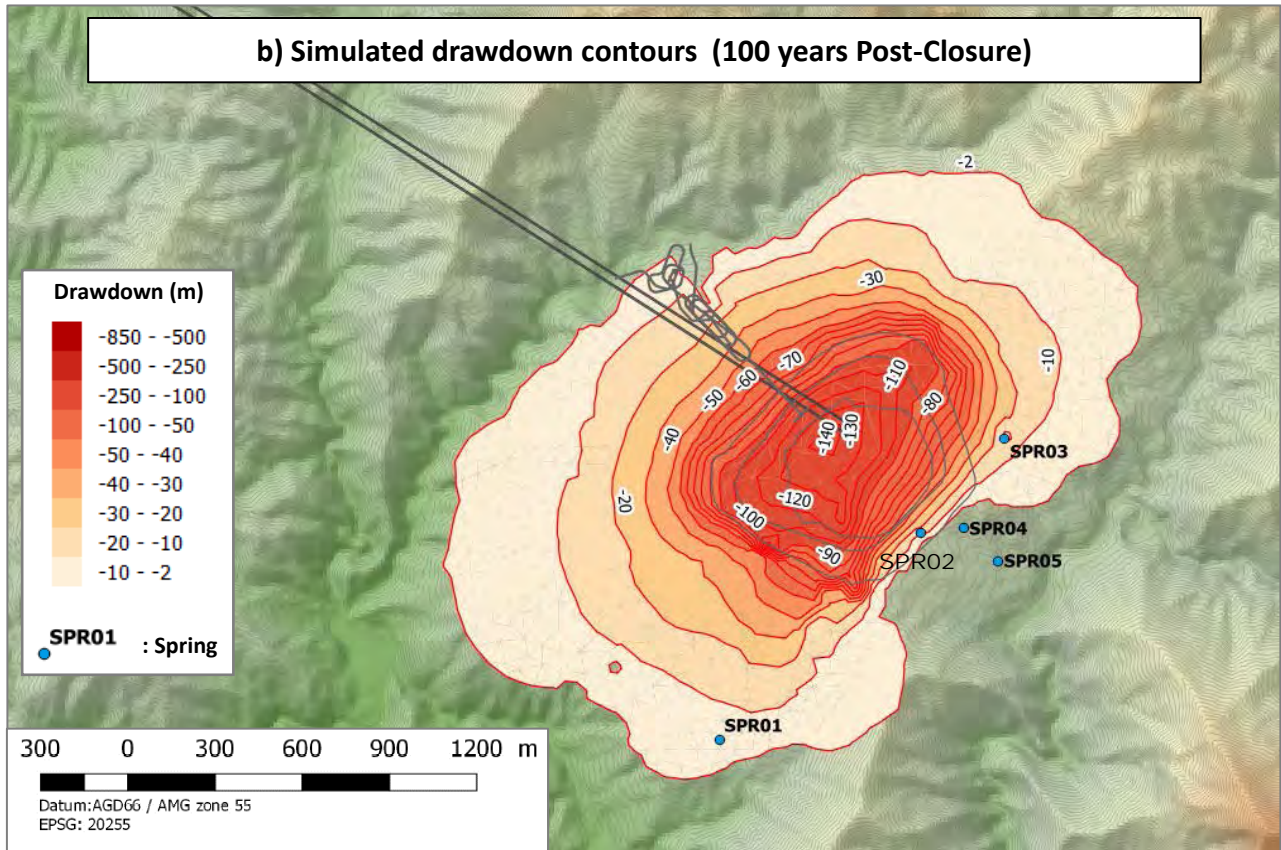 b) Simulated drawdown contours (100 years Post-Closure)
-2
-30
-10
-70
-110
-60
-80
-50
-40
-140
-130
SPR03
-20
-120
-100
SPR04
-90
SPR02
SPR05
SPR01
Drawdown (m)
-850 - -500
-500 - -250
-250 - -100
-100 - -50
-50 - -40
-40 - -30
-30 - -20
-20 - -10
-10 - -2
SPR01 : Spring
300 0 300 600 900 1200 m
Datum:AGD66 / AMG zone 55
EPSG: 20255